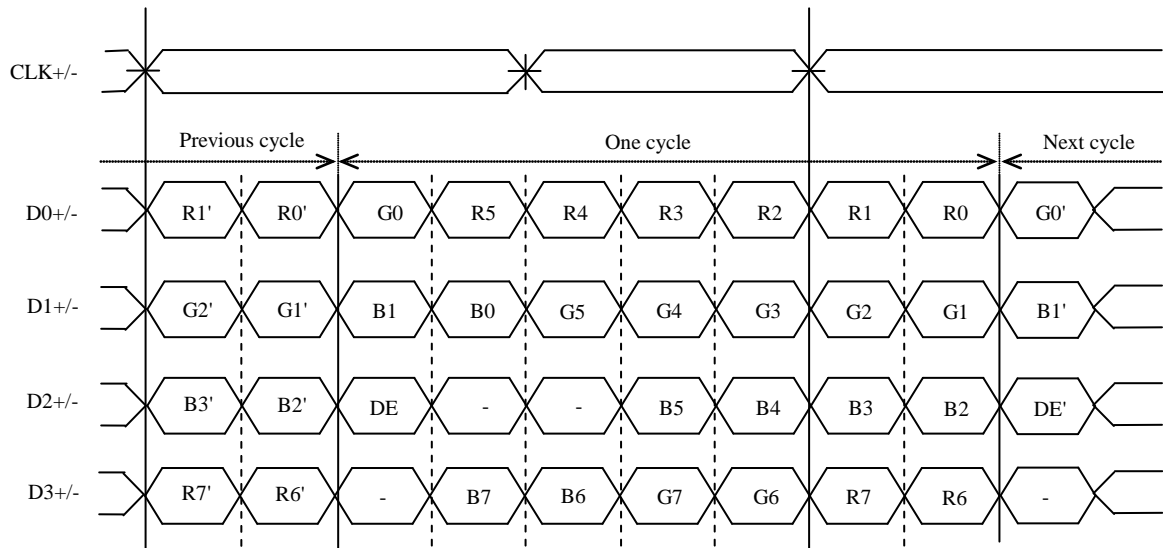 CLK+/-
Previous cycle One cycle Next cycle
D0+/- R1' R0' G0 R5 R4 R3 R2 R1 R0 G0'
D1+/- G2' G1' B1 B0 G5 G4 G3 G2 G1 B1'
D2+/- B3' B2' DE - - B5 B4 B3 B2 DE'
D3+/- R7' R6' - B7 B6 G7 G6 R7 R6 -